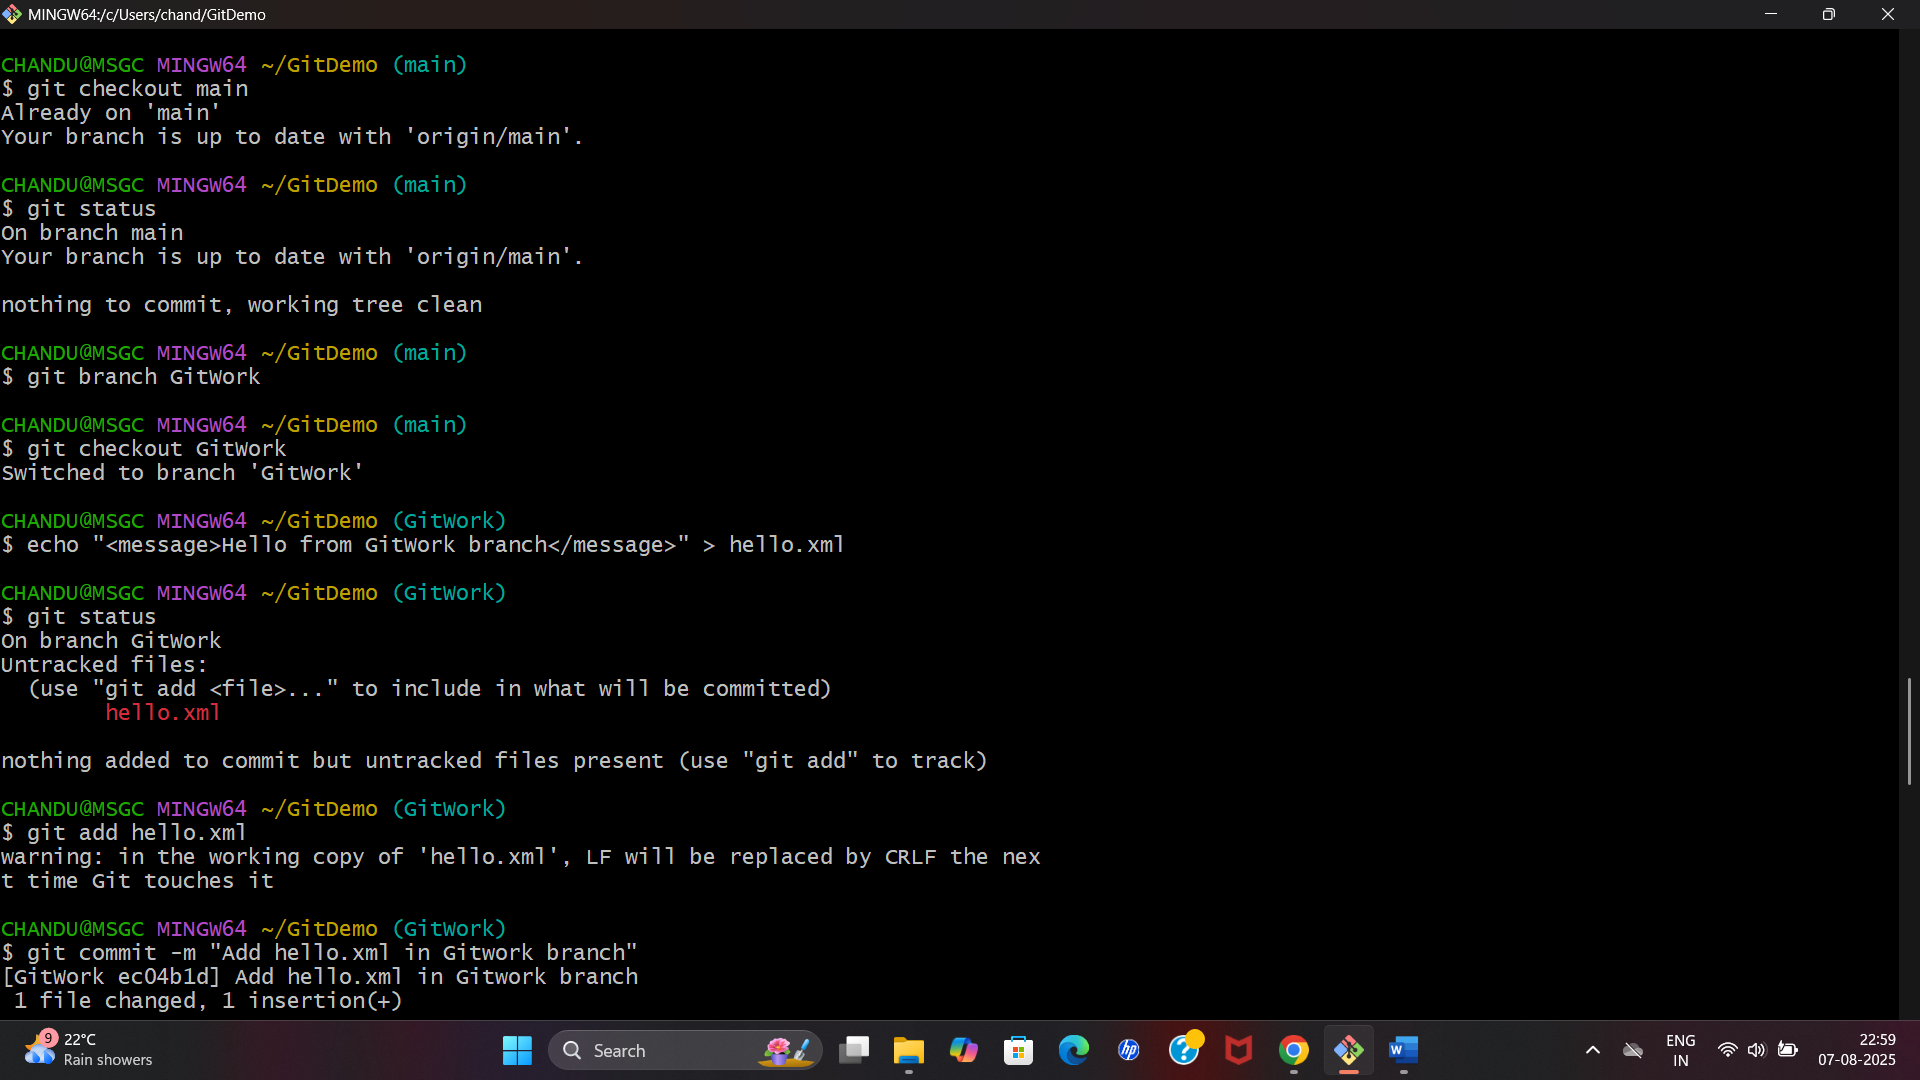 MINGW64:/c/Users/chand/GitDemo
CHANDU@MSGC MINGW64 ~/GitDemo (main)
$ git checkout main
Already on 'main'
Your branch is up to date with 'origin/main'.
CHANDU@MSGC MINGW64 ~/GitDemo (main)
$ git status
On branch main
Your branch is up to date with 'origin/main'.
nothing to commit, working tree clean
CHANDU@MSGC MINGW64 ~/GitDemo (main)
$ git branch GitWork
CHANDU@MSGC MINGW64 ~/GitDemo (main)
$ git checkout GitWork
Switched to branch 'GitWork'
CHANDU@MSGC MINGW64 ~/GitDemo (GitWork)
$ echo "<message>Hello from GitWork branch</message>" > hello.xml
CHANDU@MSGC MINGW64 ~/GitDemo (GitWork)
$ git status
On branch GitWork
Untracked files:
  (use "git add <file>..." to include in what will be committed)
        hello.xml
nothing added to commit but untracked files present (use "git add" to track)
CHANDU@MSGC MINGW64 ~/GitDemo (GitWork)
$ git add hello.xml
warning: in the working copy of 'hello.xml', LF will be replaced by CRLF the nex
t time Git touches it
CHANDU@MSGC MINGW64 ~/GitDemo (GitWork)
$ git commit -m "Add hello.xml in Gitwork branch"
[GitWork ec04b1d] Add hello.xml in Gitwork branch
 1 file changed, 1 insertion(+)
9
22°C
Rain showers
Search
hp
?
W
ENG
IN
22:59
07-08-2025